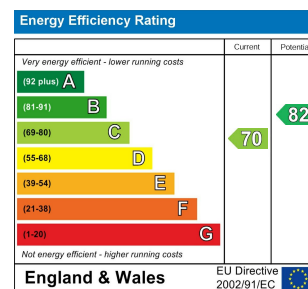 Energy Efficiency Rating
Current Potentia
Very energy efficient - lower running costs
(92 plus) A
(81-91) B
82
(69-80) C
70
(55-68) D
(39-54) E
(21-38) F
(1-20) G
Not energy efficient - higher running costs
England & Wales
EU Directive
2002/91/EC